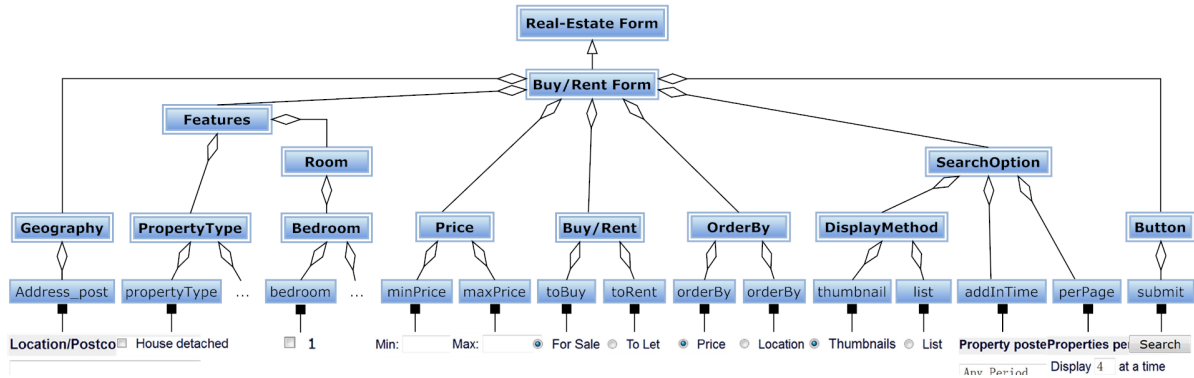 Real-Estate Form
Buy/Rent Form
Features
Room
SearchOption
Geography
PropertyType
Bedroom
Price
Buy/Rent
OrderBy
DisplayMethod
Button
Address_post
propertyType
...
bedroom
...
minPrice
maxPrice
toBuy
toRent
orderBy
orderBy
thumbnail
list
addInTime
perPage
submit
Location/Postco
House detached
1
Min:
Max:
For Sale
To Let
Price
Location
Thumbnails
List
Property poste
Properties pe
Search
Any Period
Display 4 at a time